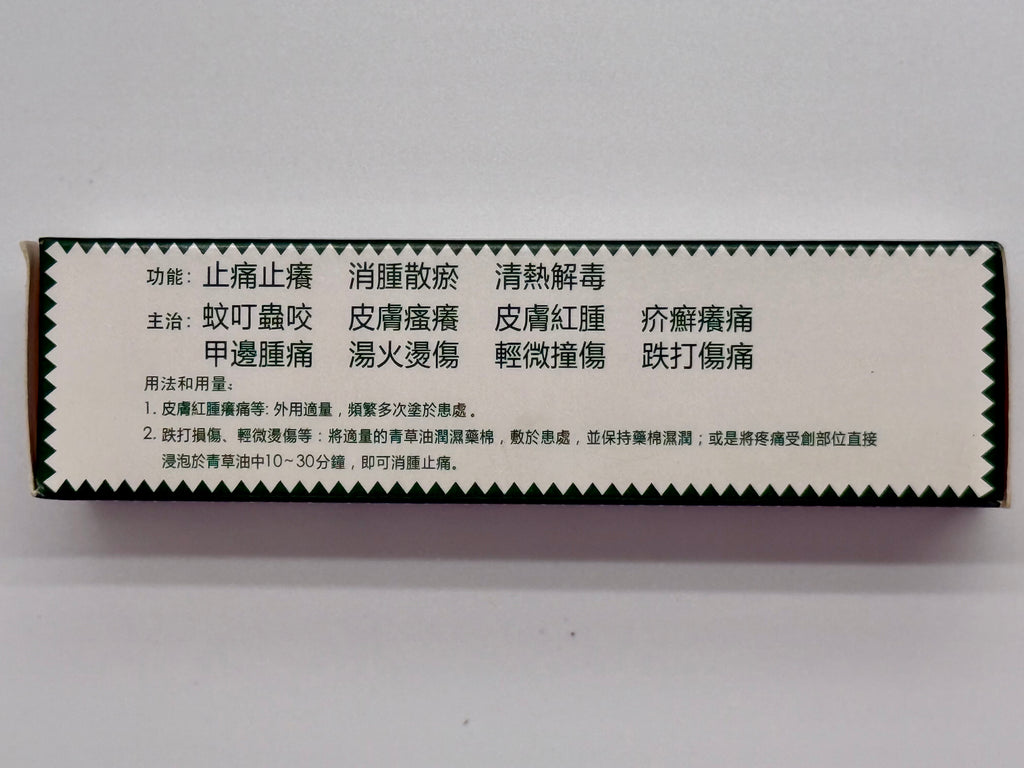 功能: 止痛止癢 消腫散瘀 清熱解毒
主治: 蚊叮蟲咬 皮膚瘙癢 皮膚紅腫 疥癬癢痛
甲邊腫痛 湯火燙傷 輕微撞傷 跌打傷痛
用法和用量:
1. 皮膚紅腫癢痛等: 外用適量，頻繁多次塗於患處。
2. 跌打損傷、輕微燙傷等：將適量的青草油潤濕藥棉，敷於患處，並保持藥棉濕潤；或是將疼痛受創部位直接
浸泡於青草油中10~30分鐘，即可消腫止痛。